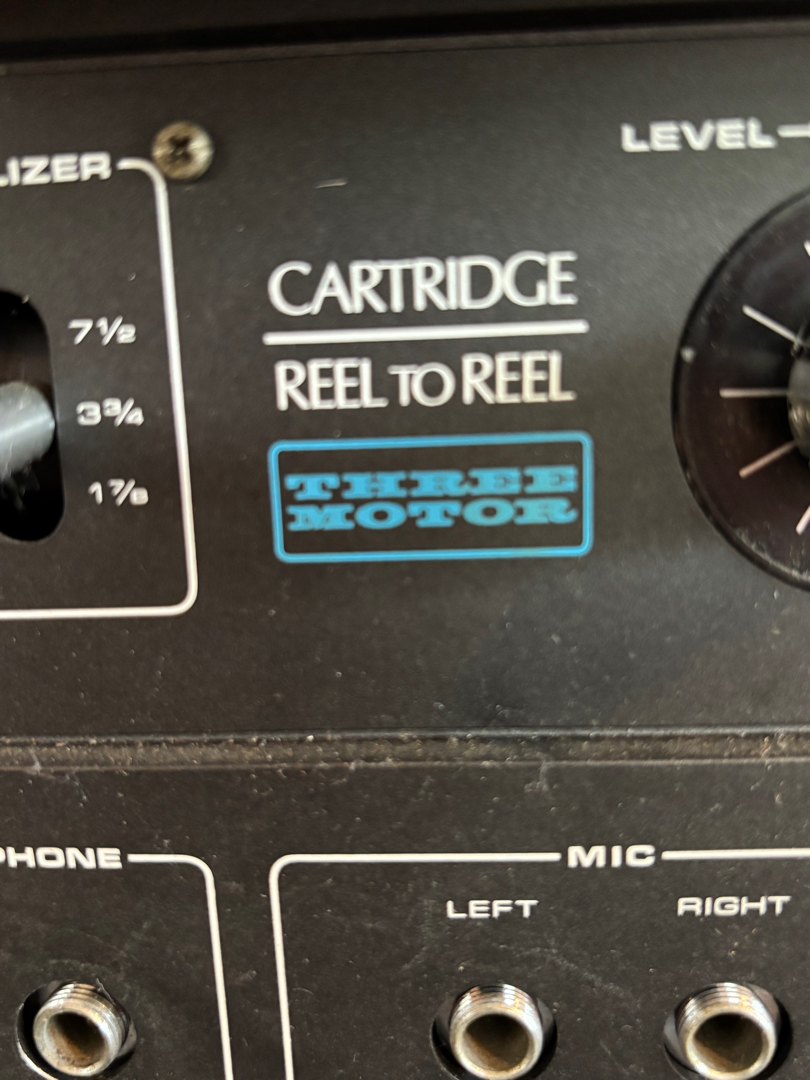 LIZER
LEVEL
7½
3¾
1⅞
CARTRIDGE
REEL TO REEL
THREE
MOTOR
PHONE
MIC
LEFT
RIGHT